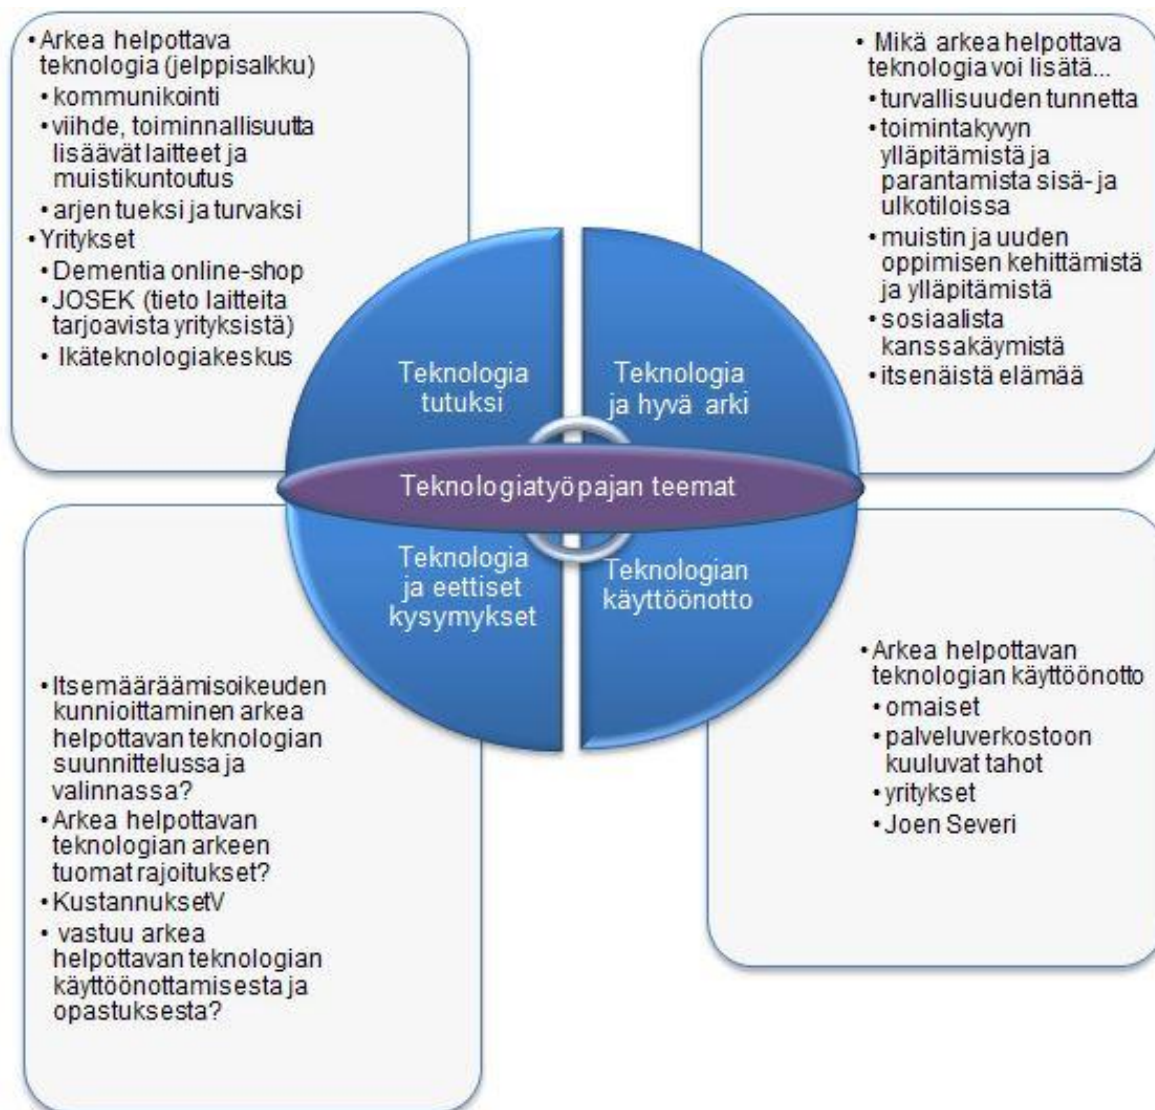 • Arkea helpottava
teknologia (jelppisalkku)
• kommunikointi
• viihde, toiminnallisuutta
lisäävät laitteet ja
muistikuntoutus
• arjen tueksi ja turvaksi
• Yritykset
• Dementia online-shop
• JOSEK (tieto laitteita
tarjoavista yrityksistä)
• Ikäteknologiakeskus
• Mikä arkea helpottava
teknologia voi lisätä...
• turvallisuuden tunnetta
• toimintakyvyn
ylläpitämistä ja
parantamista sisä- ja
ulkotiloissa
• muistin ja uuden
oppimisen kehittämistä
ja ylläpitämistä
• sosiaalista
kanssakäymistä
• itsenäistä elämää
Teknologia
tutuksi
Teknologia
ja hyvä arki
Teknologiatyöpajan teemat
Teknologia
ja eettiset
kysymykset
Teknologian
käyttöönotto
• Itsemääräämisoikeuden
kunnioittaminen arkea
helpottavan teknologian
suunnittelussa ja
valinnassa?
• Arkea helpottavan
teknologian arkeen
tuomat rajoitukset?
• KustannuksetV
• vastuu arkea
helpottavan teknologian
käyttöönottamisesta ja
opastuksesta?
• Arkea helpottavan
teknologian käyttöönotto
• omaiset
• palveluverkostoon
kuuluvat tahot
• yritykset
• Joen Severi